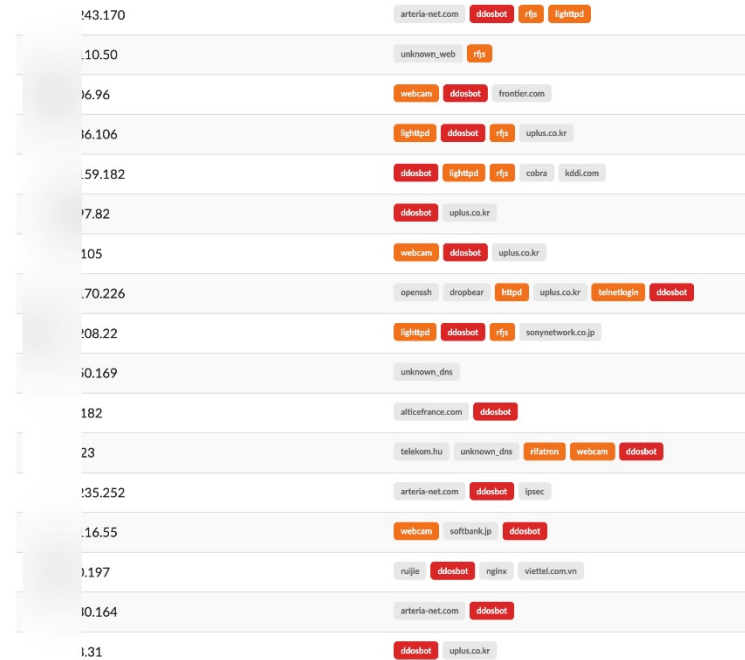 243.170 arteria-net.com ddosbot rfjs lighttpd
.10.50 unknown_web rfjs
06.96 webcam ddosbot frontier.com
36.106 lighttpd ddosbot rfjs uplus.co.kr
.59.182 ddosbot lighttpd rfjs cobra kddi.com
97.82 ddosbot uplus.co.kr
105 webcam ddosbot uplus.co.kr
.70.226 openssh dropbear httpd uplus.co.kr telnetlogin ddosbot
208.22 lighttpd ddosbot rfjs sonynetwork.co.jp
50.169 unknown_dns
182 alticefrance.com ddosbot
23 telekom.hu unknown_dns rifatron webcam ddosbot
235.252 arteria-net.com ddosbot ipsec
.16.55 webcam softbank.jp ddosbot
).197 ruijie ddosbot nginx viettel.com.vn
30.164 arteria-net.com ddosbot
3.31 ddosbot uplus.co.kr